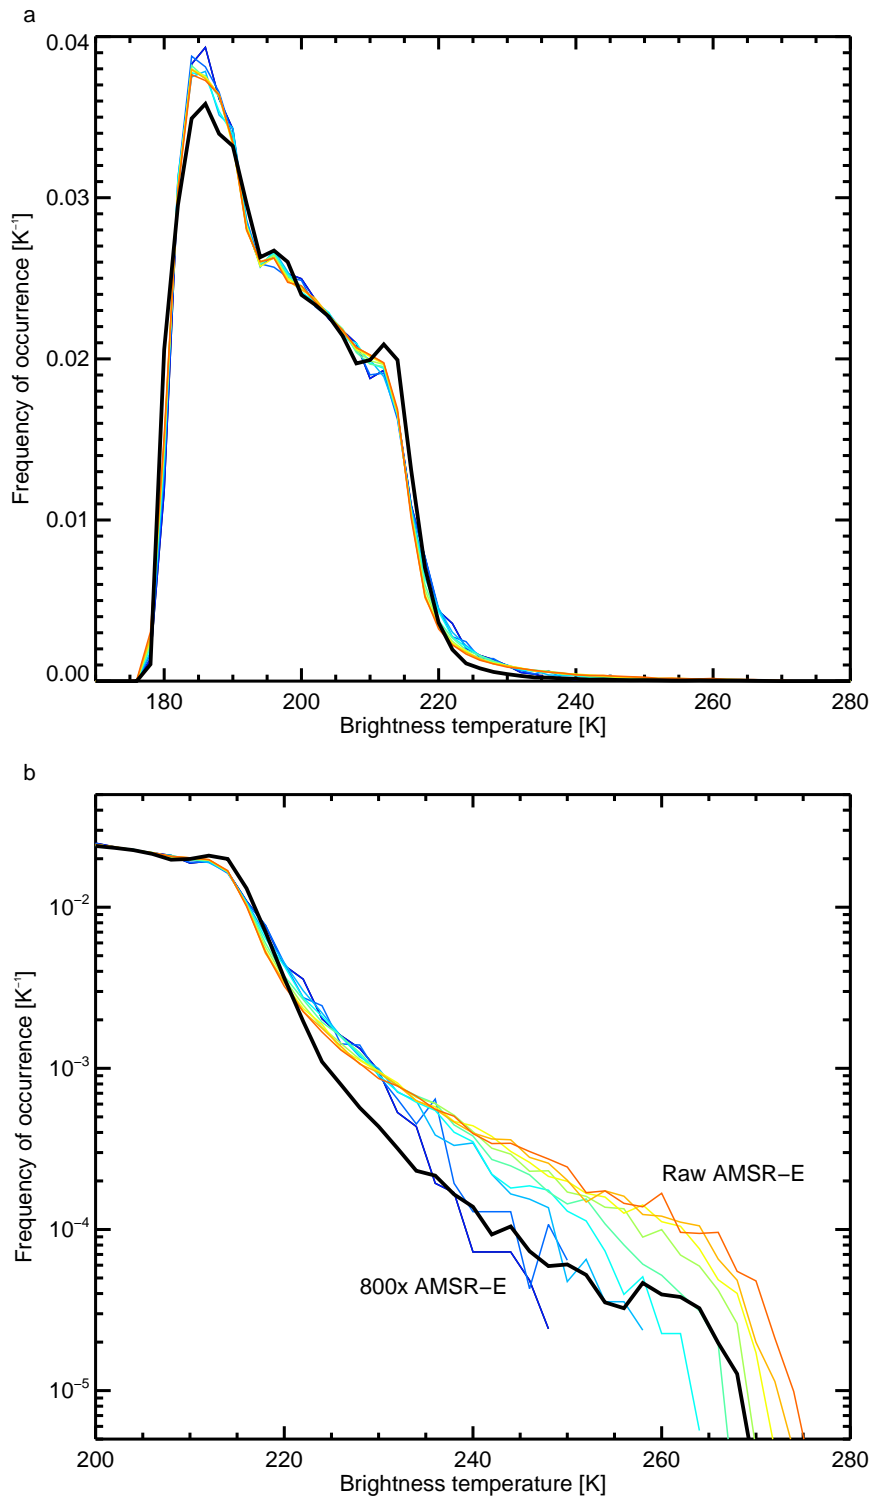 a
0.04
0.03
0.02
0.01
0.00
Frequency of occurrence [K⁻¹]
180 200 220 240 260 280
Brightness temperature [K]
b
10⁻²
10⁻³
10⁻⁴
10⁻⁵
Frequency of occurrence [K⁻¹]
Raw AMSR−E
800x AMSR−E
200 220 240 260 280
Brightness temperature [K]